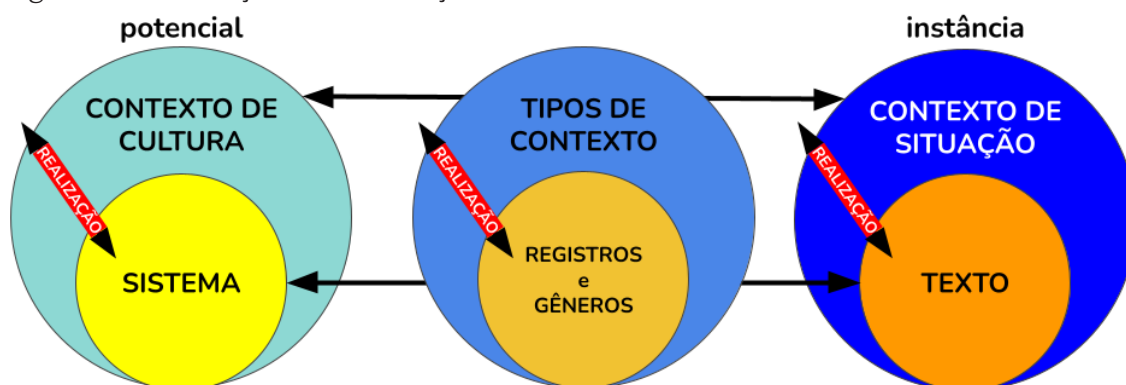 potencial
instância
CONTEXTO DE
CULTURA
REALIZAÇÃO
SISTEMA
TIPOS DE
CONTEXTO
REALIZAÇÃO
REGISTROS
e
GÊNEROS
CONTEXTO DE
SITUAÇÃO
REALIZAÇÃO
TEXTO